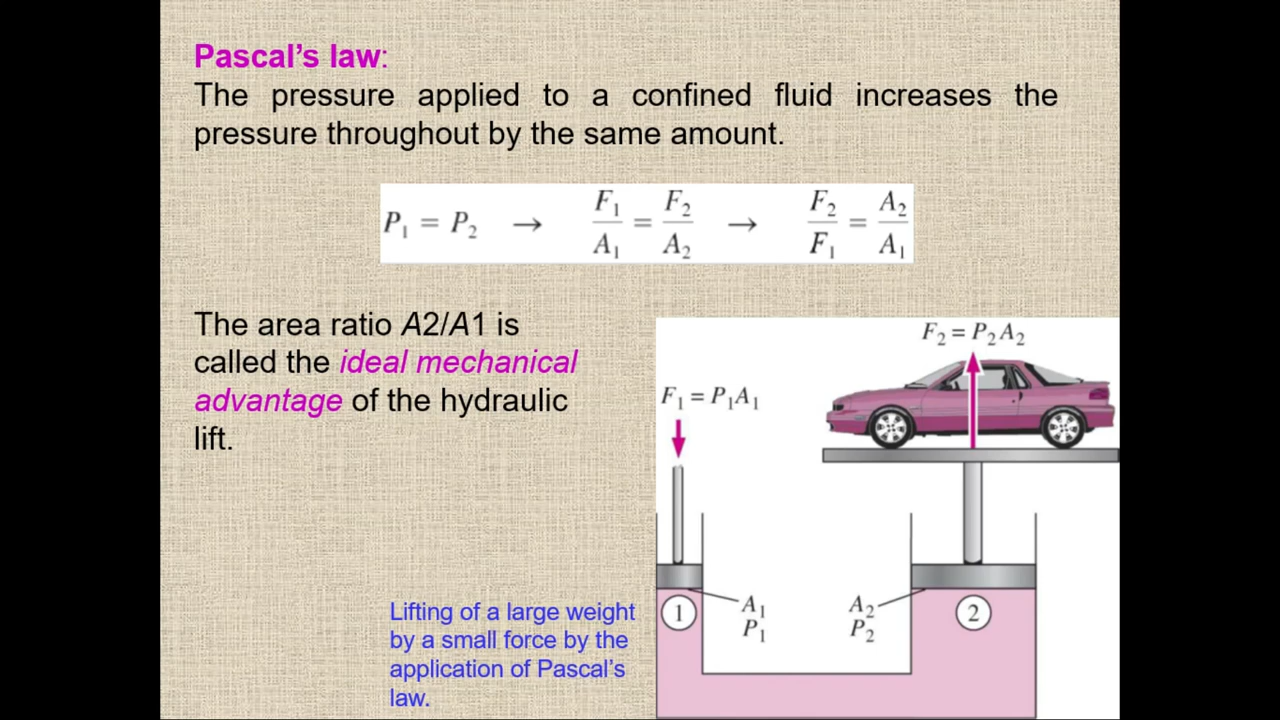 Pascal's law:
The pressure applied to a confined fluid increases the
pressure throughout by the same amount.
P₁ = P₂ → F₁/A₁ = F₂/A₂ → F₂/F₁ = A₂/A₁
The area ratio A2/A1 is
called the ideal mechanical
advantage of the hydraulic
lift.
F₂ = P₂A₂
F₁ = P₁A₁
A₁
P₁
A₂
P₂
1
2
Lifting of a large weight
by a small force by the
application of Pascal's
law.